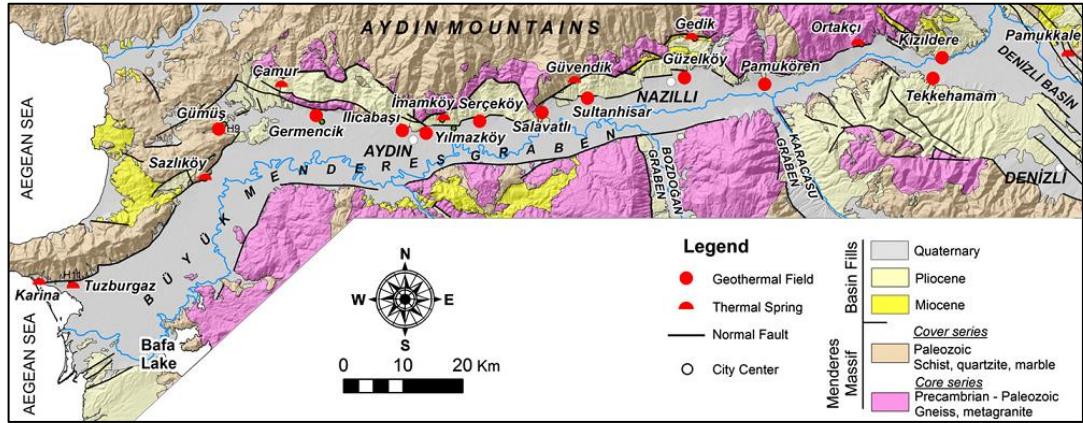 AYDIN MOUNTAINS
AEGEAN SEA
Gümüş
H9
Sazlıköy
Çamur
Germencik
Ilıcabaşı
İmamköy
Serçeköy
Yılmazköy
AYDIN
Salavatlı
Güvendik
Sultanhisar
Gedik
Güzelköy
NAZİLLİ
Pamukören
Ortakçı
Kızıldere
Tekkehamam
Pamukkale
DENİZLİ BASIN
DENİZLİ
BÜYÜK MENDERES GRABEN
BOZDOGAN
GRABEN
KARACASU
GRABEN
Karina
Tuzburgaz
Bafa
Lake
AEGEAN SEA
N
W
E
S
0 10 20 Km
Legend
Geothermal Field
Thermal Spring
Normal Fault
City Center
Basin Fills
Quaternary
Pliocene
Miocene
Menderes
Massif
Cover series
Paleozoic
Schist, quartzite, marble
Core series
Precambrian - Paleozoic
Gneiss, metagranite